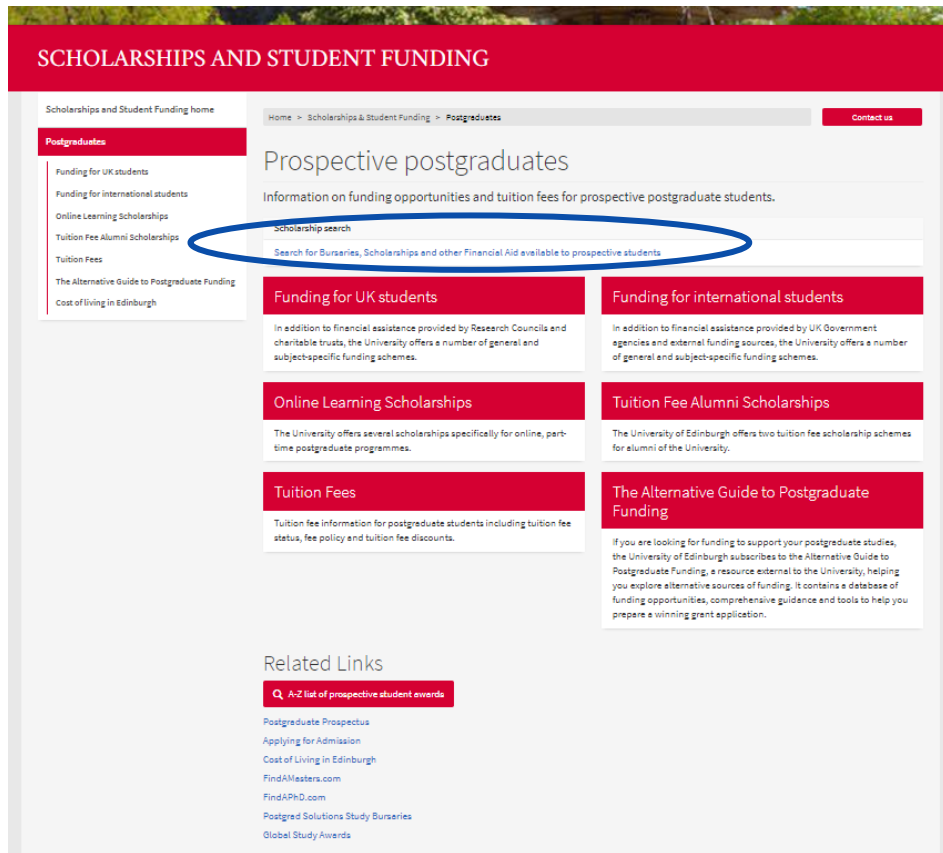 SCHOLARSHIPS AND STUDENT FUNDING
Scholarships and Student Funding home
Postgraduates
Funding for UK students
Funding for international students
Online Learning Scholarships
Tuition Fee Alumni Scholarships
Tuition Fees
The Alternative Guide to Postgraduate Funding
Cost of living in Edinburgh
Home > Scholarships & Student Funding > Postgraduates
Contact us
Prospective postgraduates
Information on funding opportunities and tuition fees for prospective postgraduate students.
Scholarship search
Search for Bursaries, Scholarships and other Financial Aid available to prospective students
Funding for UK students
In addition to financial assistance provided by Research Councils and
charitable trusts, the University offers a number of general and
subject-specific funding schemes.
Funding for international students
In addition to financial assistance provided by UK Government
agencies and external funding sources, the University offers a number
of general and subject-specific funding schemes.
Online Learning Scholarships
The University offers several scholarships specifically for online, part-
time postgraduate programmes.
Tuition Fee Alumni Scholarships
The University of Edinburgh offers two tuition fee scholarship schemes
for alumni of the University.
Tuition Fees
Tuition fee information for postgraduate students including tuition fee
status, fee policy and tuition fee discounts.
The Alternative Guide to Postgraduate
Funding
If you are looking for funding to support your postgraduate studies,
the University of Edinburgh subscribes to the Alternative Guide to
Postgraduate Funding, a resource external to the University, helping
you explore alternative sources of funding. It contains a database of
funding opportunities, comprehensive guidance and tools to help you
prepare a winning grant application.
Related Links
A-Z list of prospective student awards
Postgraduate Prospectus
Applying for Admission
Cost of Living in Edinburgh
FindAMasters.com
FindAPhD.com
Postgrad Solutions Study Bursaries
Global Study Awards